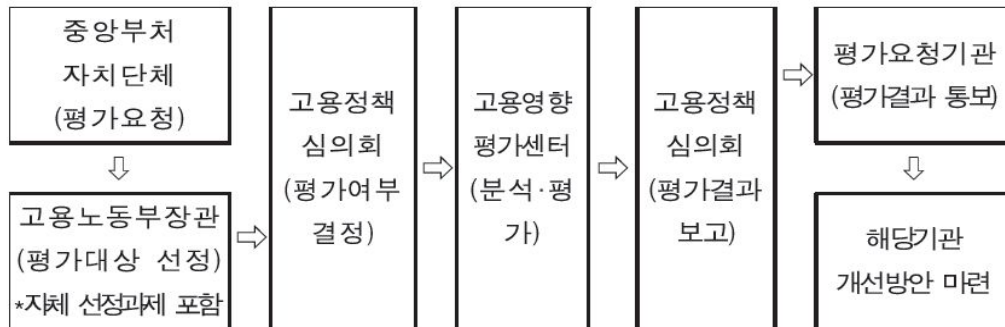 중앙부처
자치단체
(평가요청)
⇩
고용노동부장관
(평가대상 선정)
*자체 선정과제 포함
⇨
고용정책
심의회
(평가여부
결정)
⇨
고용영향
평가센터
(분석·평
가)
⇨
고용정책
심의회
(평가결과
보고)
⇨
평가요청기관
(평가결과 통보)
⇩
해당기관
개선방안 마련